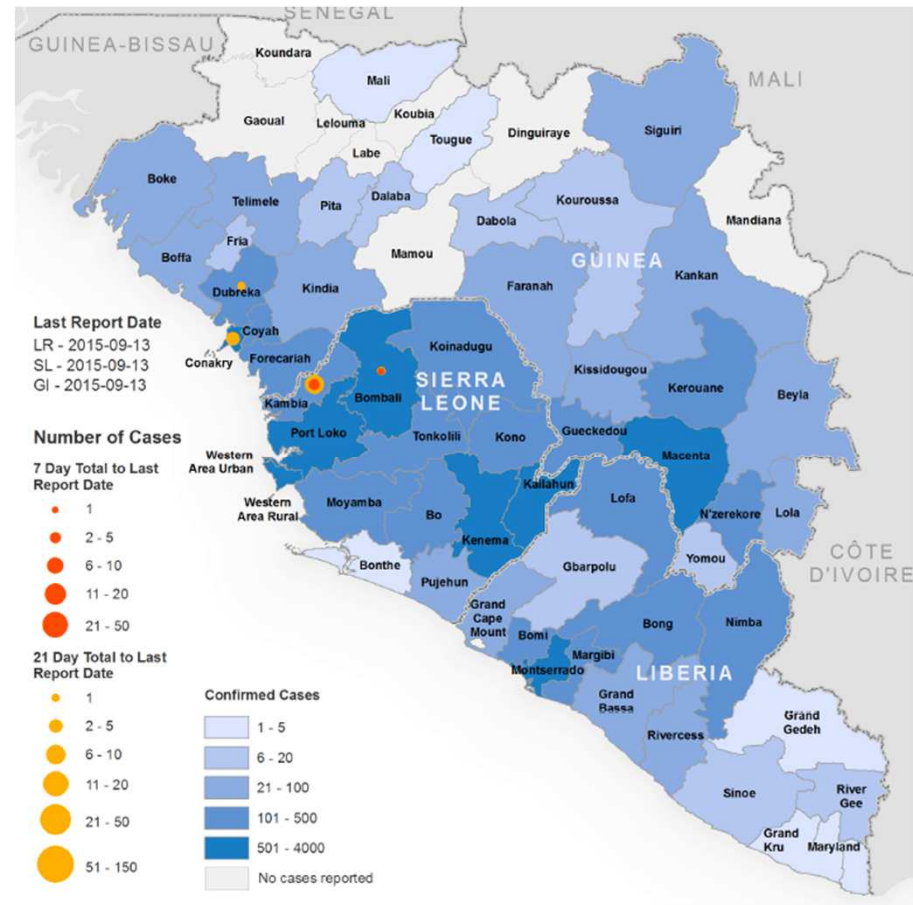 SENEGAL
GUINEA-BISSAU
MALI
Koundara
Mali
Gaoual
Lelouma
Koubia
Labe
Tougue
Dinguiraye
Siguiri
Boke
Telimele
Pita
Dalaba
Dabola
Kouroussa
Mandiana
Boffa
Fria
Mamou
GUINEA
Kankan
Dubreka
Kindia
Faranah
Last Report Date
LR - 2015-09-13
SL - 2015-09-13
GI - 2015-09-13
Coyah
Conakry
Forecariah
Koinadugu
Kissidougou
Kerouane
Beyla
Kambia
Bombali
SIERRA
LEONE
Port Loko
Tonkolili
Kono
Gueckedou
Macenta
Western
Area Urban
Western
Area Rural
Moyamba
Bo
Kailahun
Kenema
Lofa
N'zerekore
Lola
Yomou
CÔTE
D'IVOIRE
Bonthe
Pujehun
Gbarpolu
Grand
Cape
Mount
Bomi
Bong
Nimba
Montserrado
Margibi
LIBERIA
Grand
Bassa
Rivercess
Grand
Gedeh
Sinoe
River
Gee
Grand
Kru
Maryland
Number of Cases
7 Day Total to Last
Report Date
1
2 - 5
6 - 10
11 - 20
21 - 50
21 Day Total to Last
Report Date
1
2 - 5
6 - 10
11 - 20
21 - 50
51 - 150
Confirmed Cases
1 - 5
6 - 20
21 - 100
101 - 500
501 - 4000
No cases reported